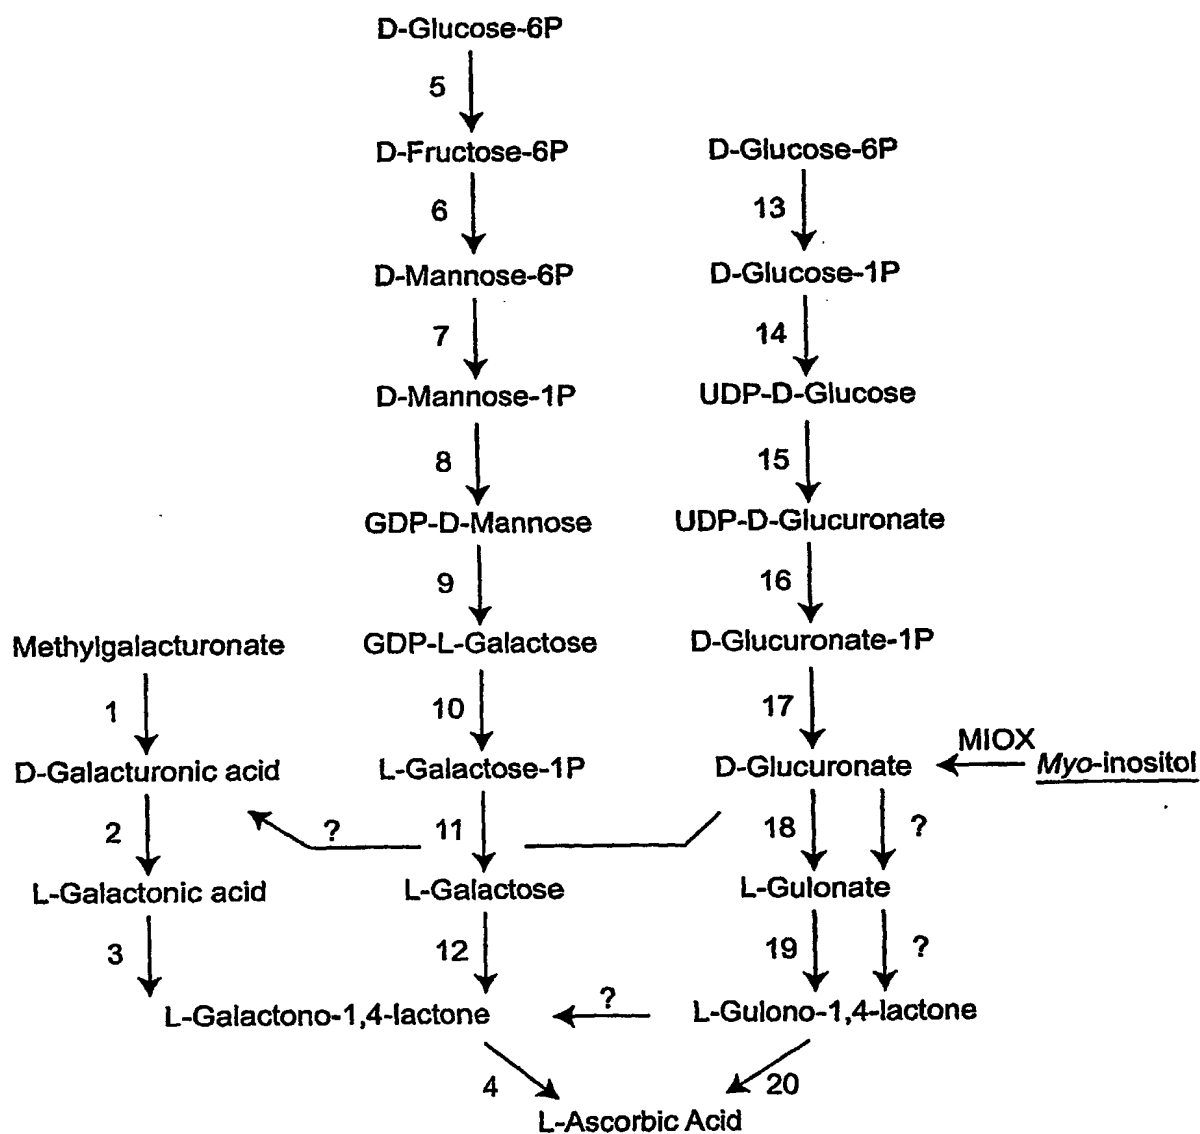 D-Glucose-6P
5
D-Fructose-6P
D-Glucose-6P
6
13
D-Mannose-6P
D-Glucose-1P
7
14
D-Mannose-1P
UDP-D-Glucose
8
15
GDP-D-Mannose
UDP-D-Glucuronate
9
16
Methylgalacturonate
GDP-L-Galactose
D-Glucuronate-1P
1
10
17
MIOX
D-Galacturonic acid
L-Galactose-1P
D-Glucuronate
Myo-inositol
2
?
11
18
?
L-Galactonic acid
L-Galactose
L-Gulonate
3
12
19
?
L-Galactono-1,4-lactone
?
L-Gulono-1,4-lactone
4
20
L-Ascorbic Acid